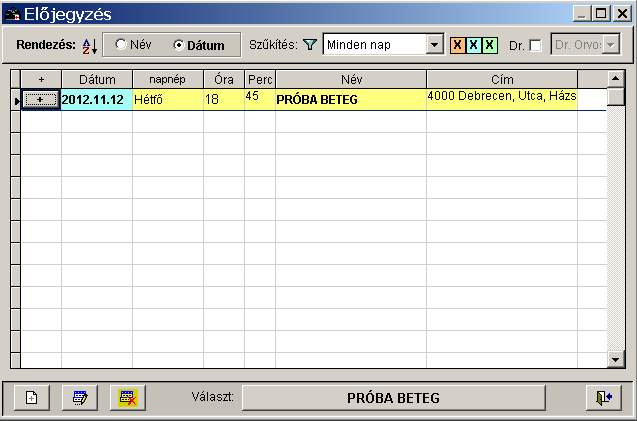 Előjegyzés
Rendezés: A Z Név Dátum Szűkítés: Minden nap X X X Dr. Dr. Orvos
+ Dátum napnép Óra Perc Név Cím
+ 2012.11.12 Hétfő 18 45 PRÓBA BETEG 4000 Debrecen, Utca, Házs
Választ: PRÓBA BETEG